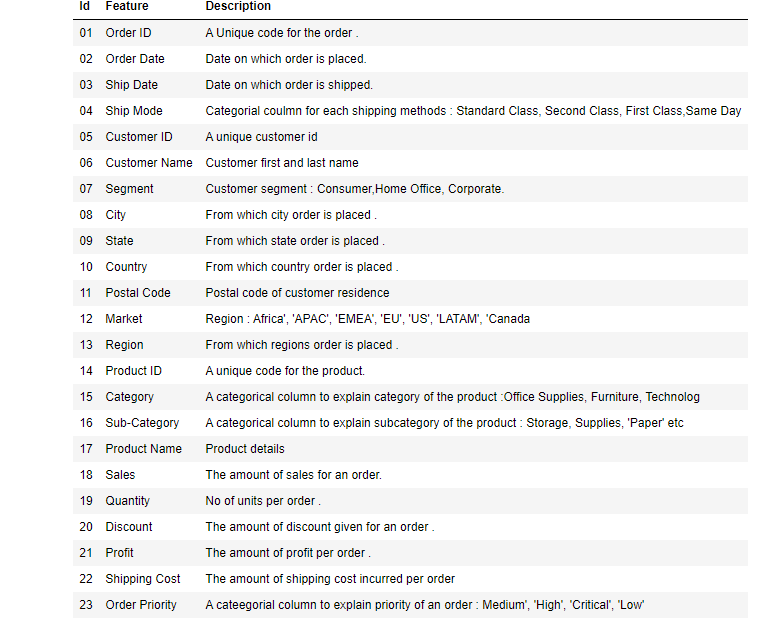 Id Feature Description
01 Order ID A Unique code for the order .
02 Order Date Date on which order is placed.
03 Ship Date Date on which order is shipped.
04 Ship Mode Categorial coulmn for each shipping methods : Standard Class, Second Class, First Class,Same Day
05 Customer ID A unique customer id
06 Customer Name Customer first and last name
07 Segment Customer segment : Consumer,Home Office, Corporate.
08 City From which city order is placed .
09 State From which state order is placed .
10 Country From which country order is placed .
11 Postal Code Postal code of customer residence
12 Market Region : Africa', 'APAC', 'EMEA', 'EU', 'US', 'LATAM', 'Canada
13 Region From which regions order is placed .
14 Product ID A unique code for the product.
15 Category A categorical column to explain category of the product :Office Supplies, Furniture, Technolog
16 Sub-Category A categorical column to explain subcategory of the product : Storage, Supplies, 'Paper' etc
17 Product Name Product details
18 Sales The amount of sales for an order.
19 Quantity No of units per order .
20 Discount The amount of discount given for an order .
21 Profit The amount of profit per order .
22 Shipping Cost The amount of shipping cost incurred per order
23 Order Priority A cateegorial column to explain priority of an order : Medium', 'High', 'Critical', 'Low'